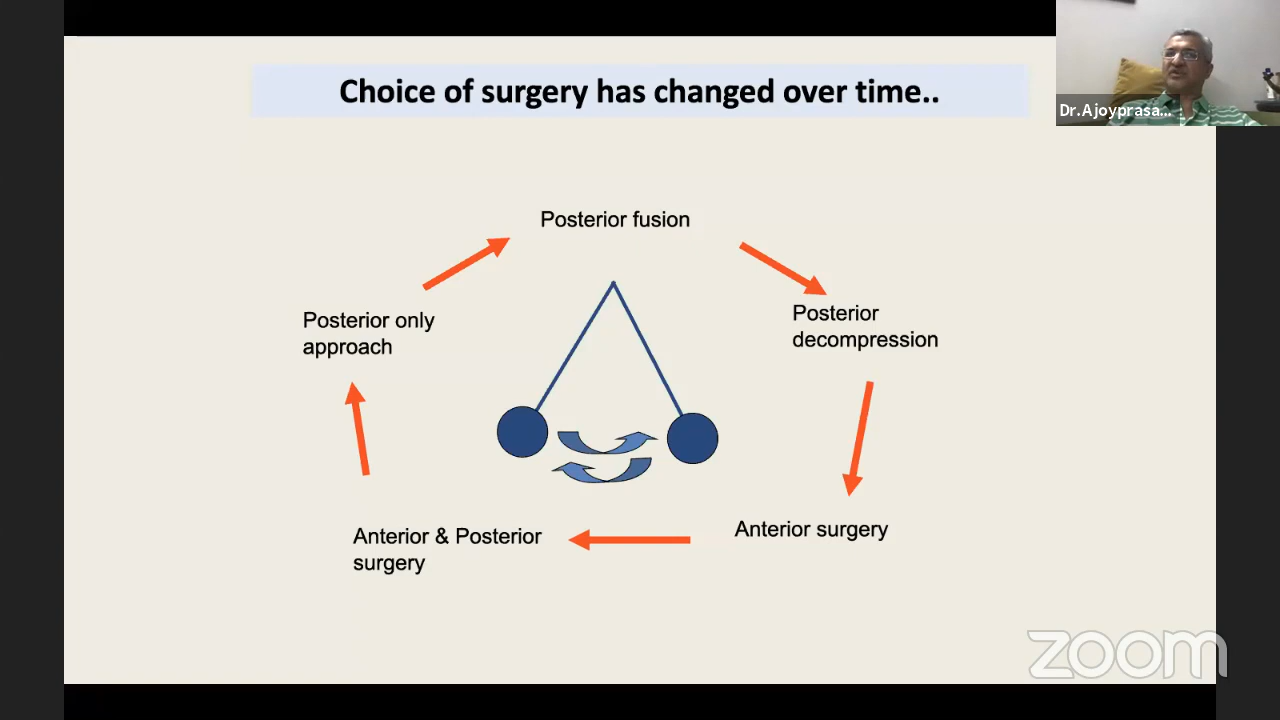 Choice of surgery has changed over time..
Dr.Ajoyprasa...
Posterior fusion
Posterior only
approach
Posterior
decompression
Anterior & Posterior
surgery
Anterior surgery
zoom